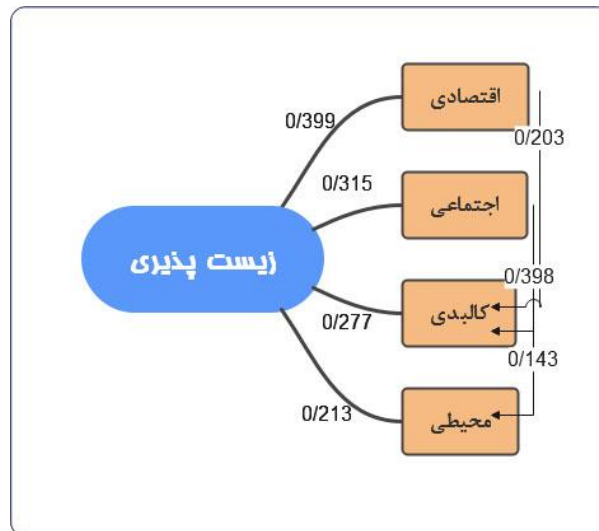 اقتصادی
0/399
0/203
0/315
اجتماعی
زیست پذیری
0/398
کالبدی
0/277
0/143
0/213
محیطی